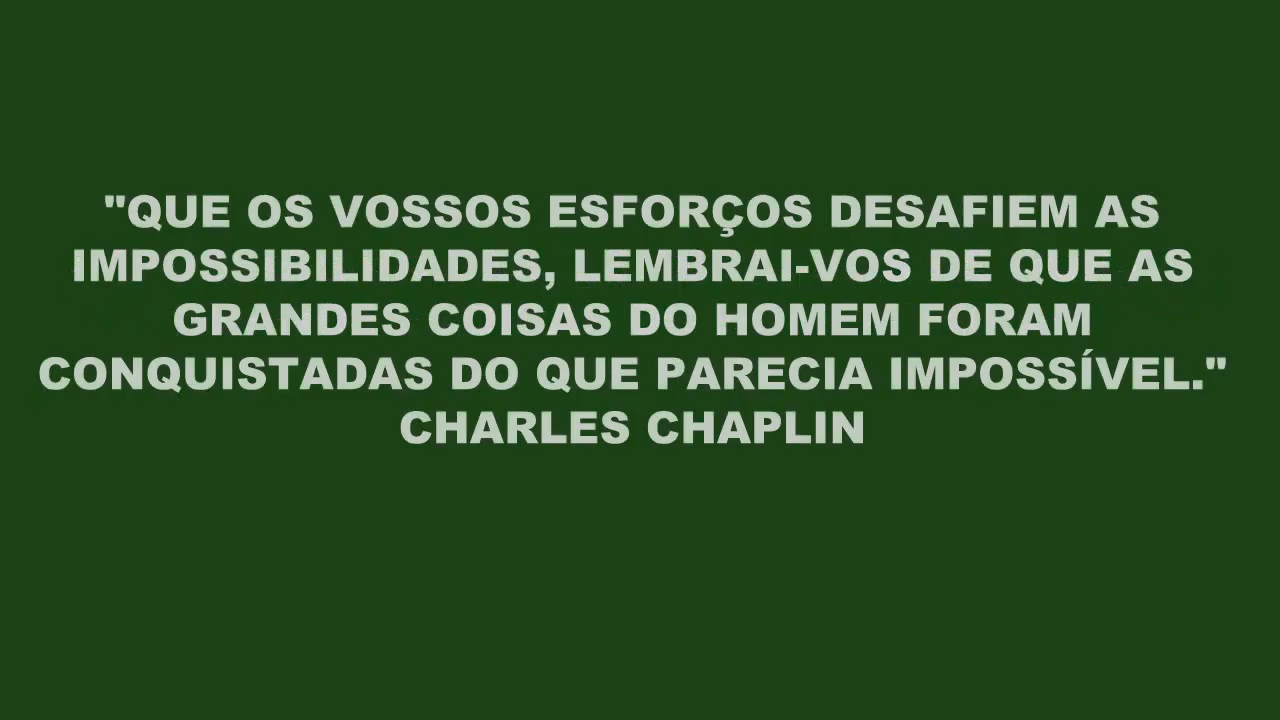 "QUE OS VOSSOS ESFORÇOS DESAFIEM AS
IMPOSSIBILIDADES, LEMBRAI-VOS DE QUE AS
GRANDES COISAS DO HOMEM FORAM
CONQUISTADAS DO QUE PARECIA IMPOSSÍVEL."
CHARLES CHAPLIN